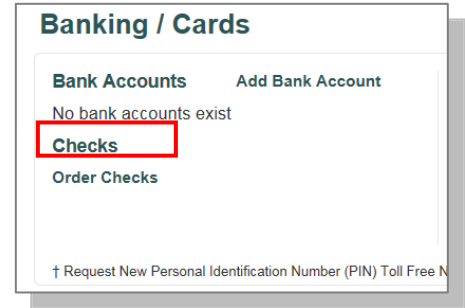 Banking / Cards
Bank Accounts Add Bank Account
No bank accounts exist
Checks
Order Checks
† Request New Personal Identification Number (PIN) Toll Free